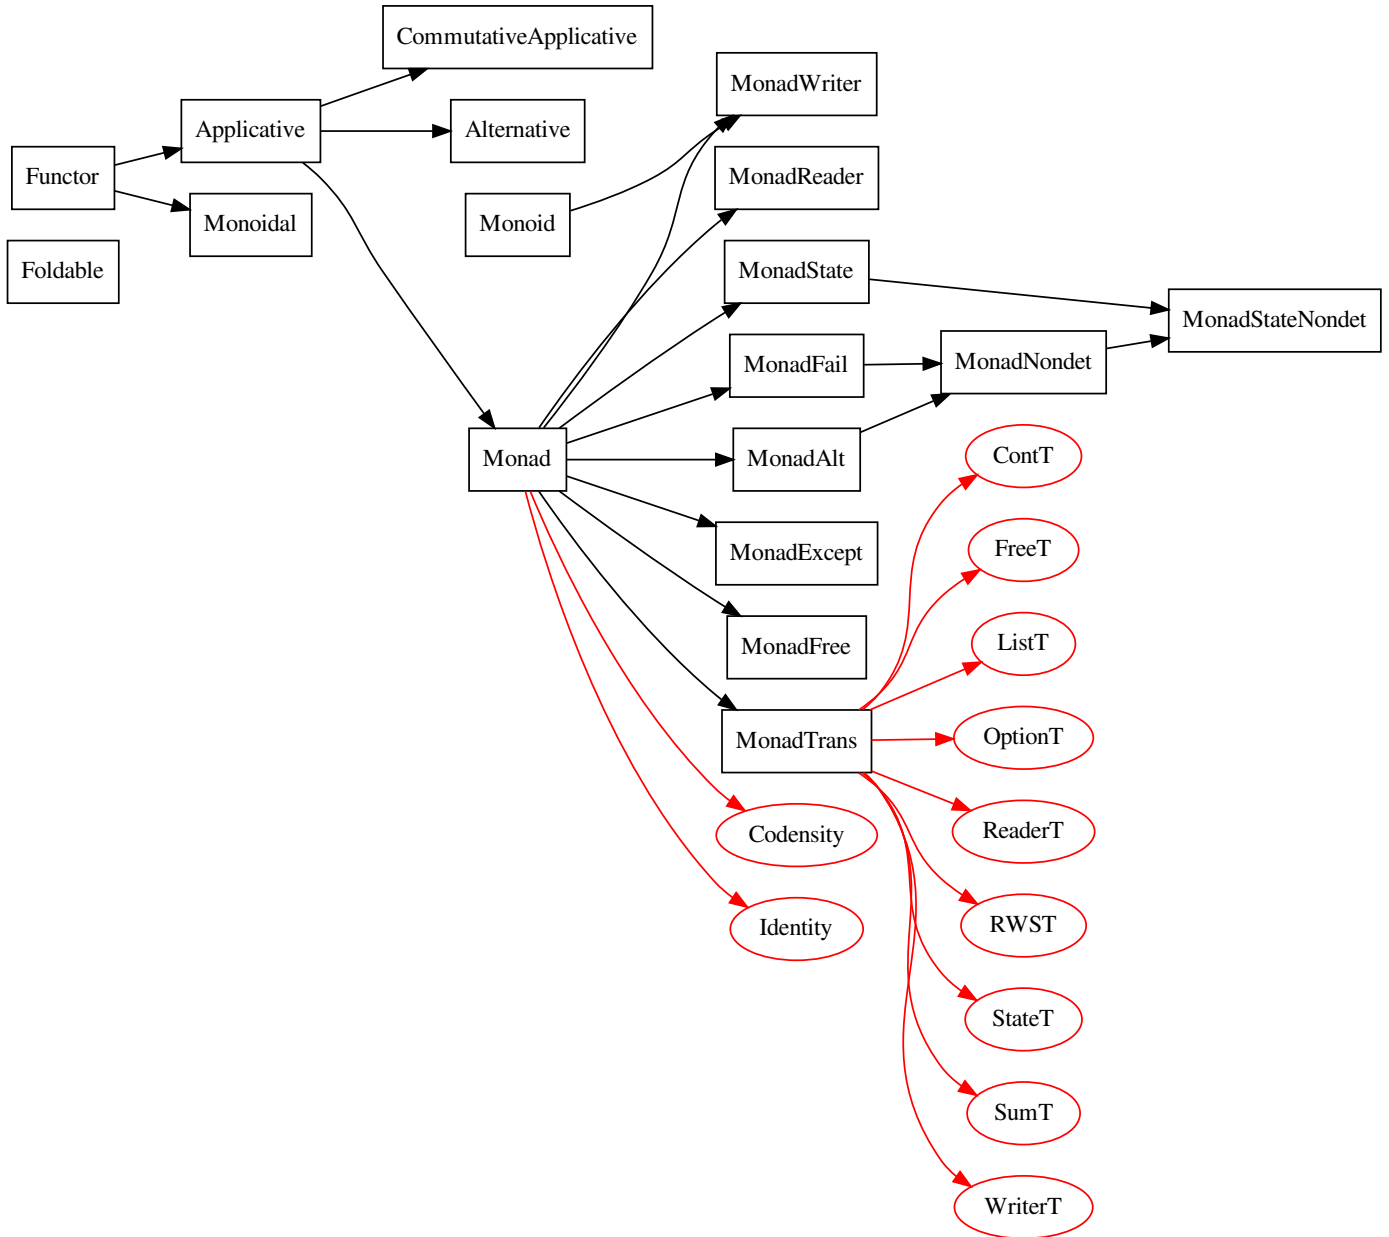 CommutativeApplicative
MonadWriter
Applicative
Alternative
Functor
MonadReader
Monoidal
Monoid
Foldable
MonadState
MonadStateNondet
MonadFail
MonadNondet
Monad
MonadAlt
ContT
MonadExcept
FreeT
MonadFree
ListT
MonadTrans
OptionT
Codensity
ReaderT
Identity
RWST
StateT
SumT
WriterT